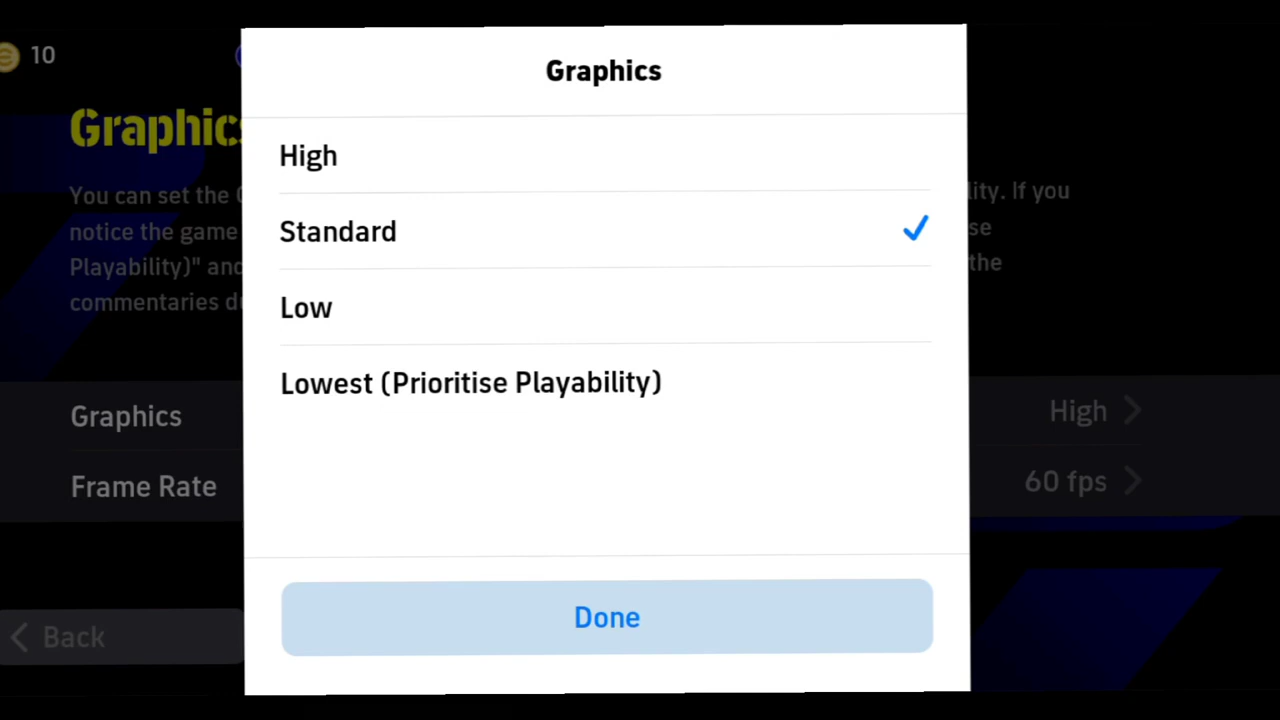 10
Graphics
Graphics
You can set the
lity. If you
notice the game
se
Playability)" and
the
commentaries
High
Standard
Low
Lowest (Prioritise Playability)
Graphics
High
Frame Rate
60 fps
Done
Back